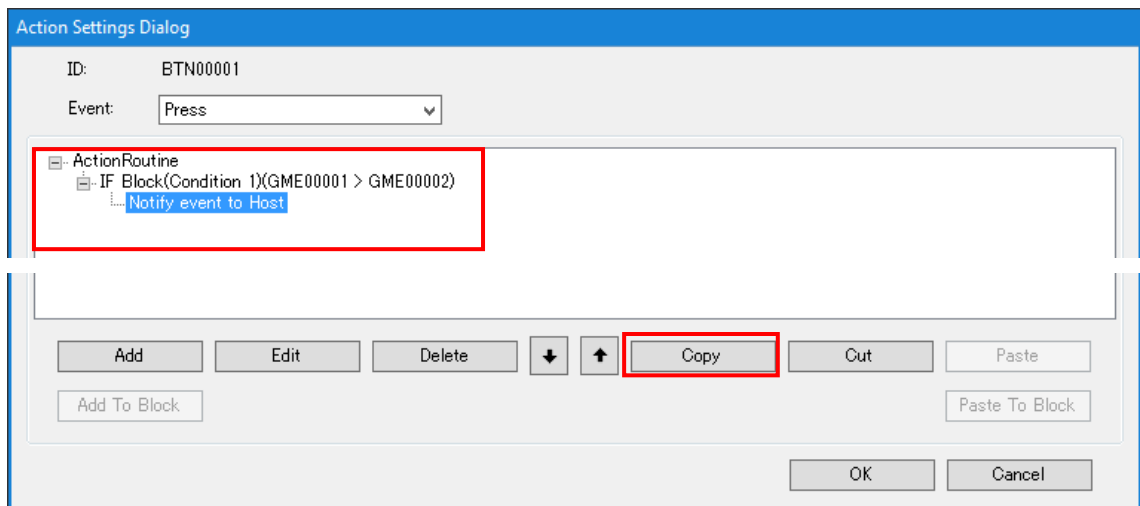 Action Settings Dialog
ID: BTN00001
Event: Press
ActionRoutine
IF Block(Condition 1)(GME00001 > GME00002)
Notify event to Host
Add Edit Delete Copy Cut Paste
Add To Block Paste To Block
OK Cancel